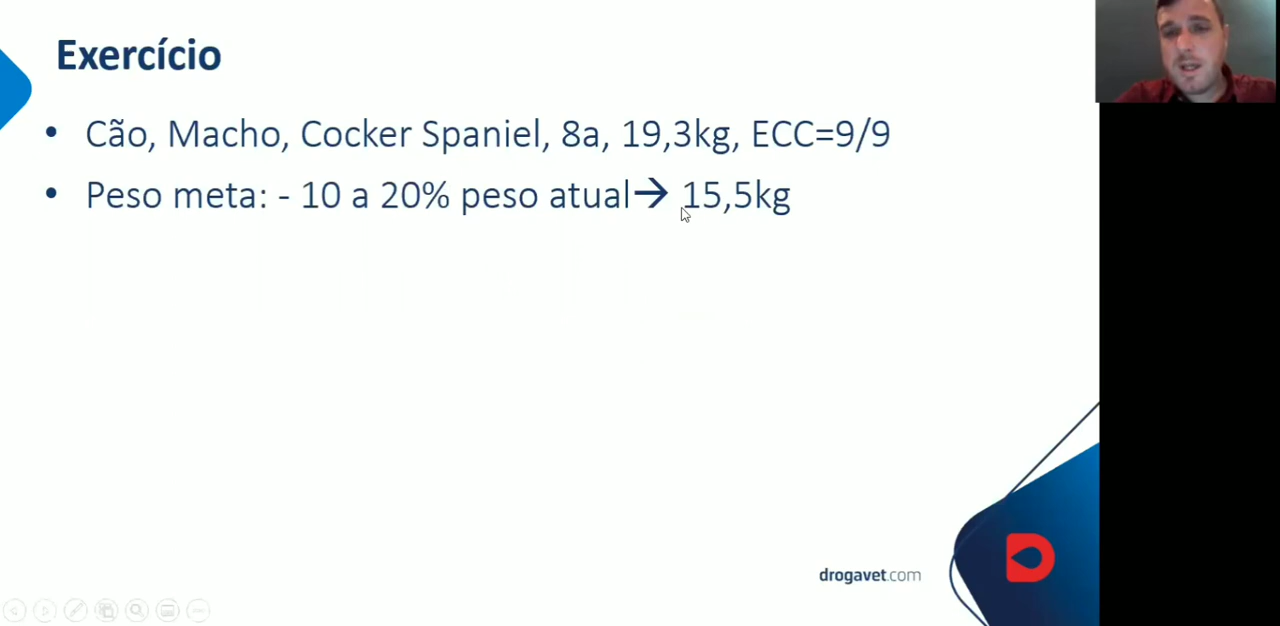 Exercício
• Cão, Macho, Cocker Spaniel, 8a, 19,3kg, ECC=9/9
• Peso meta: - 10 a 20% peso atual→ 15,5kg
drogavet.com